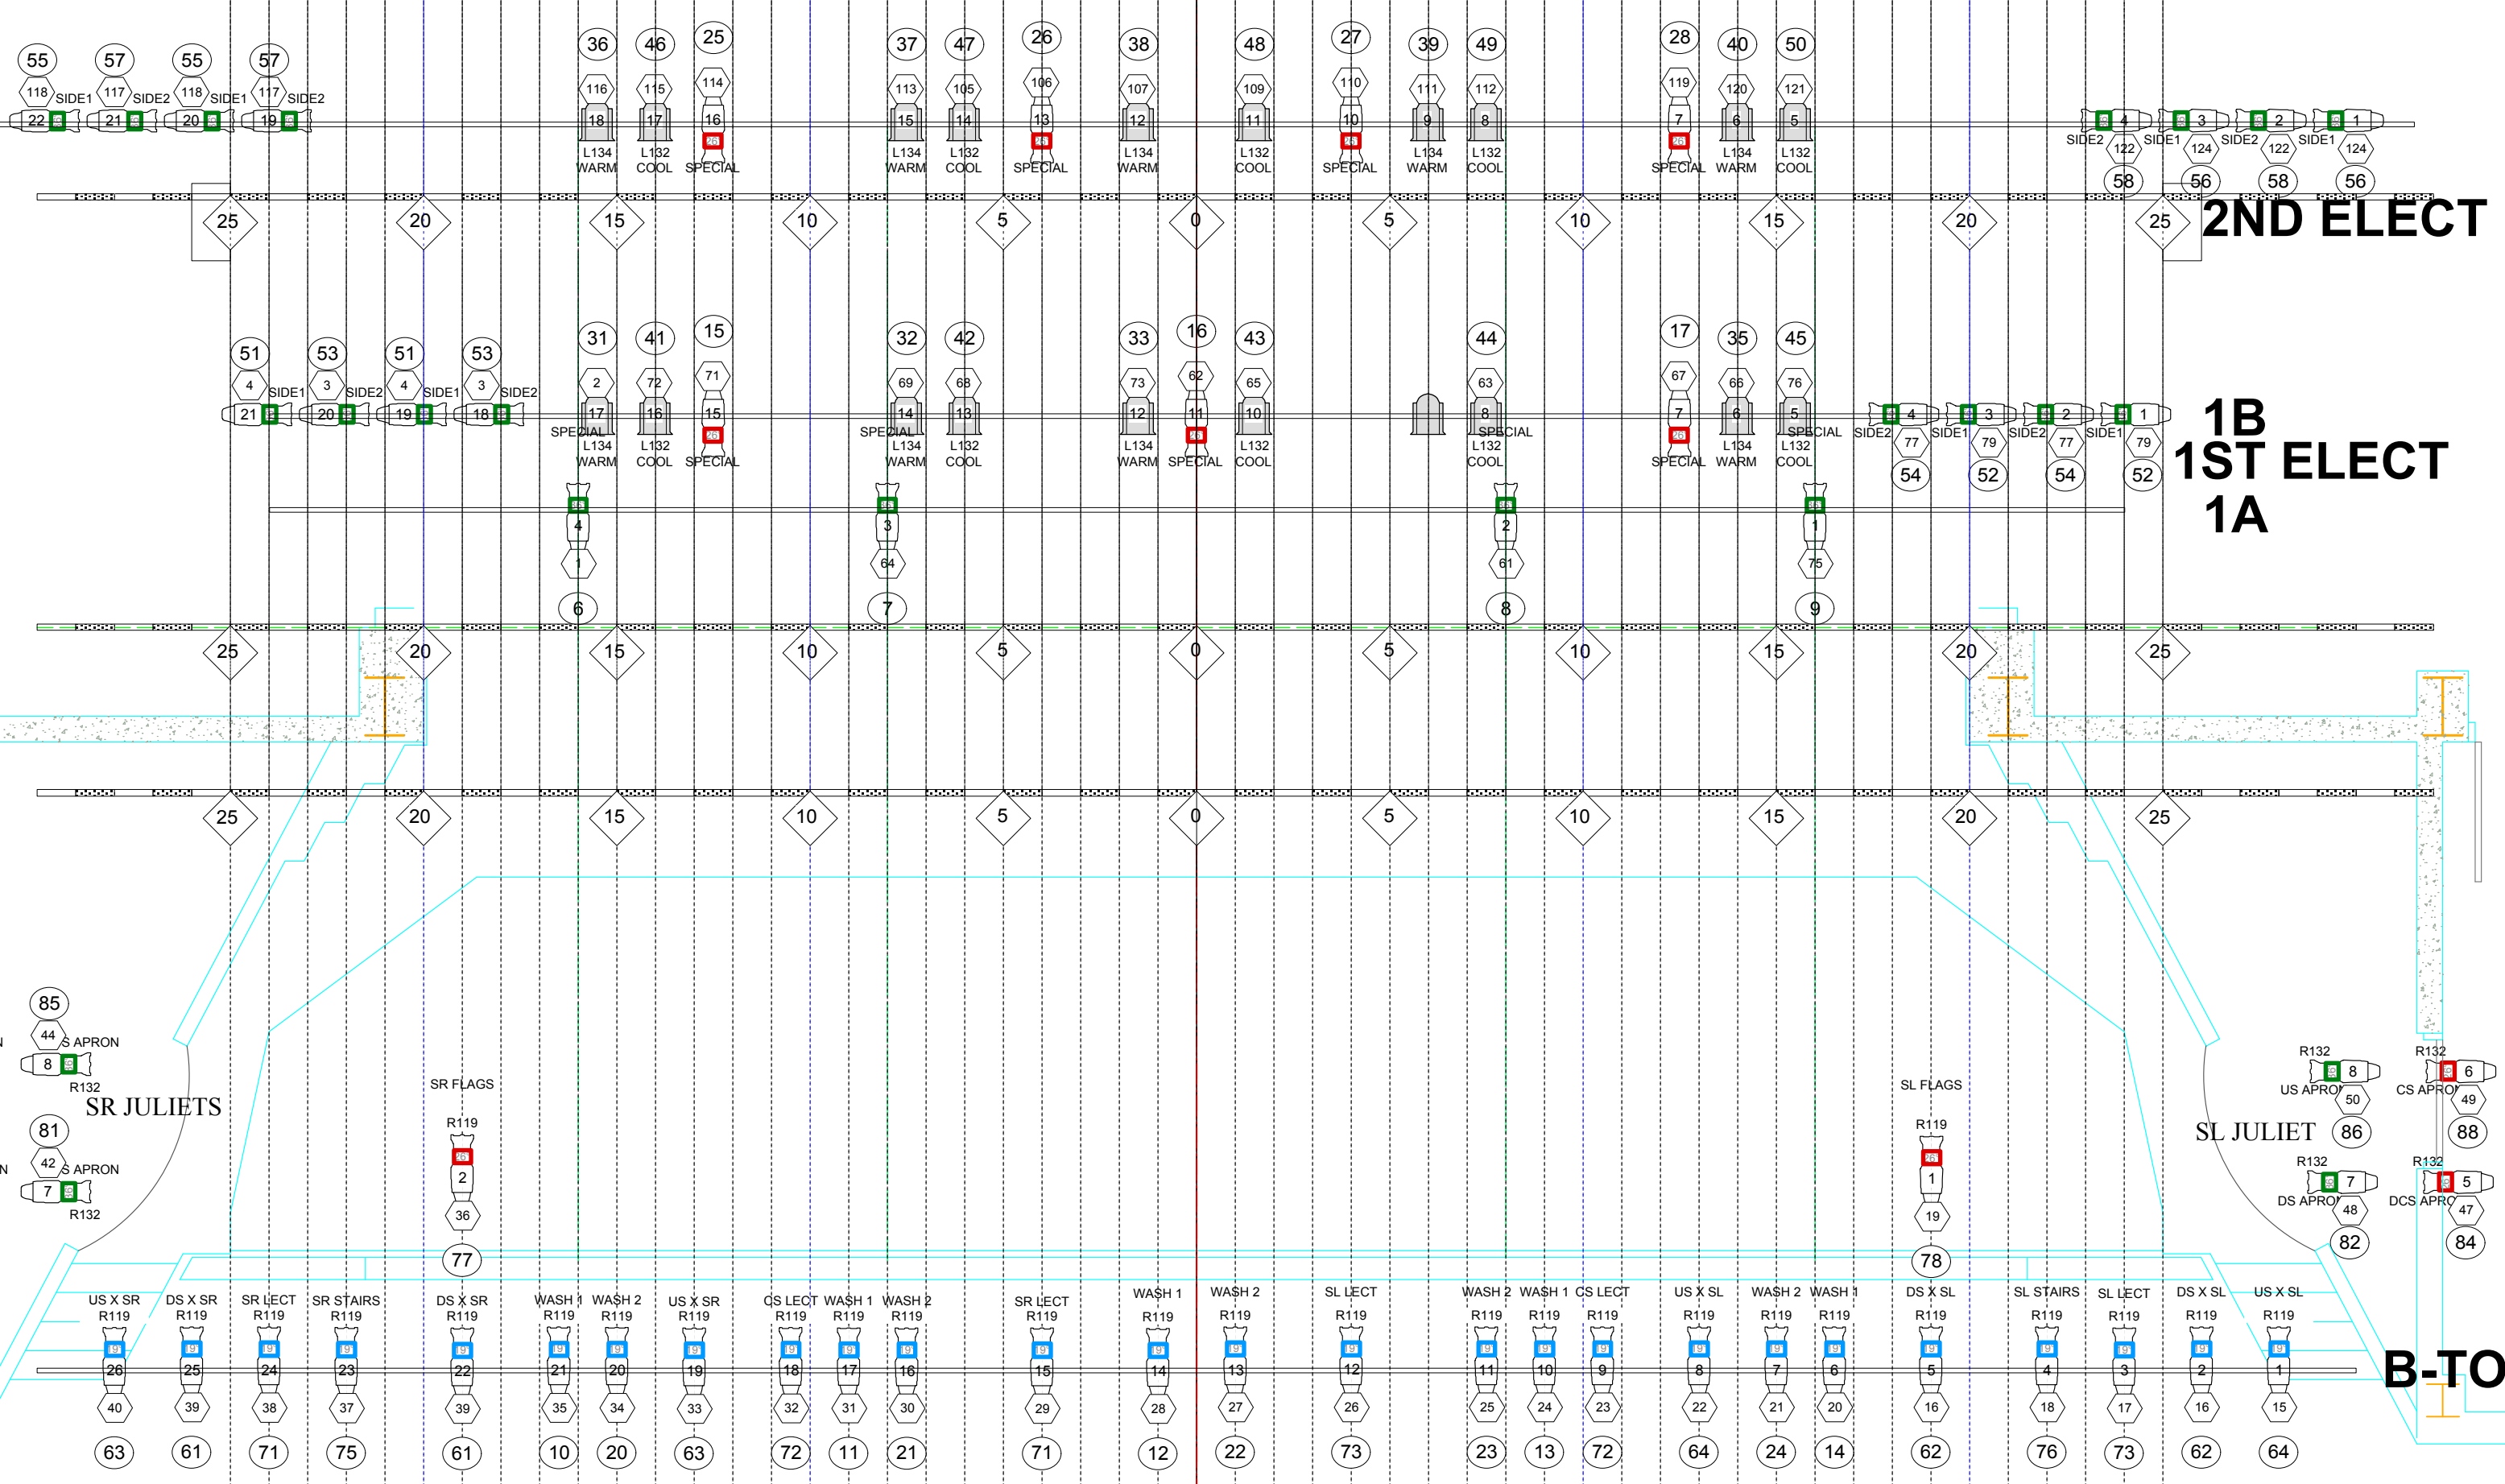 36 46 25 37 47 26 38 48 27 39 49 28 40 50
55 57 55 57
118 117 118 117 116 115 114 113 105 106 107 109 110 111 112 119 120 121
SIDE1 SIDE2 SIDE1 SIDE2
22 21 20 19 18 17 16 15 14 13 12 11 10 9 8 7 6 5 4 3 2 1
SIDE2 SIDE1 SIDE2 SIDE1
L134 L132 L134 L132 L134 L132 L134 L132 L134 L132
WARM COOL SPECIAL WARM COOL SPECIAL WARM COOL SPECIAL WARM COOL SPECIAL WARM COOL
122 124 122 124
58 56 58 56
25 20 15 10 5 0 5 10 15 20 25
2ND ELECT
31 41 15 32 42 33 16 43 44 17 35 45
51 53 51 53
4 3 4 3 2 72 71 69 68 73 62 65 63 67 66 76
SIDE1 SIDE2 SIDE1 SIDE2
21 20 19 18 17 16 15 14 13 12 11 10 8 7 6 5 4 3 2 1
1B
SPECIAL SPECIAL SPECIAL SPECIAL SIDE2 SIDE1 SIDE2 SIDE1
L134 L132 L134 L132 L134 L132 L132 L134 L132
WARM COOL SPECIAL WARM COOL WARM SPECIAL COOL COOL SPECIAL WARM COOL
77 79 77 79
1ST ELECT
54 52 54 52
1A
4 3 2 1
1 64 61 75
6 7 8 9
25 20 15 10 5 0 5 10 15 20 25
25 20 15 10 5 0 5 10 15 20 25
85
44
S APRON
8
R132
SR JULIETS
81
42
S APRON
7
R132
SR FLAGS
R119
2
36
77
SL FLAGS
R119
1
19
78
R132 R132
8 6
US APRON CS APRON
50 49
SL JULIET
86 88
R132 R132
7 5
DS APRON DCS APRO
48 47
82 84
US X SR DS X SR SR LECT SR STAIRS DS X SR WASH 1 WASH 2 US X SR CS LECT WASH 1 WASH 2 SR LECT WASH 1 WASH 2 SL LECT WASH 2 WASH 1 CS LECT US X SL WASH 2 WASH 1 DS X SL SL STAIRS SL LECT DS X SL US X SL
R119 R119 R119 R119 R119 R119 R119 R119 R119 R119 R119 R119 R119 R119 R119 R119 R119 R119 R119 R119 R119 R119 R119 R119 R119 R119
26 25 24 23 22 21 20 19 18 17 16 15 14 13 12 11 10 9 8 7 6 5 4 3 2 1
B-TO
40 39 38 37 39 35 34 33 32 31 30 29 28 27 26 25 24 23 22 21 20 16 18 17 16 15
63 61 71 75 61 10 20 63 72 11 21 71 12 22 73 23 13 72 64 24 14 62 76 73 62 64